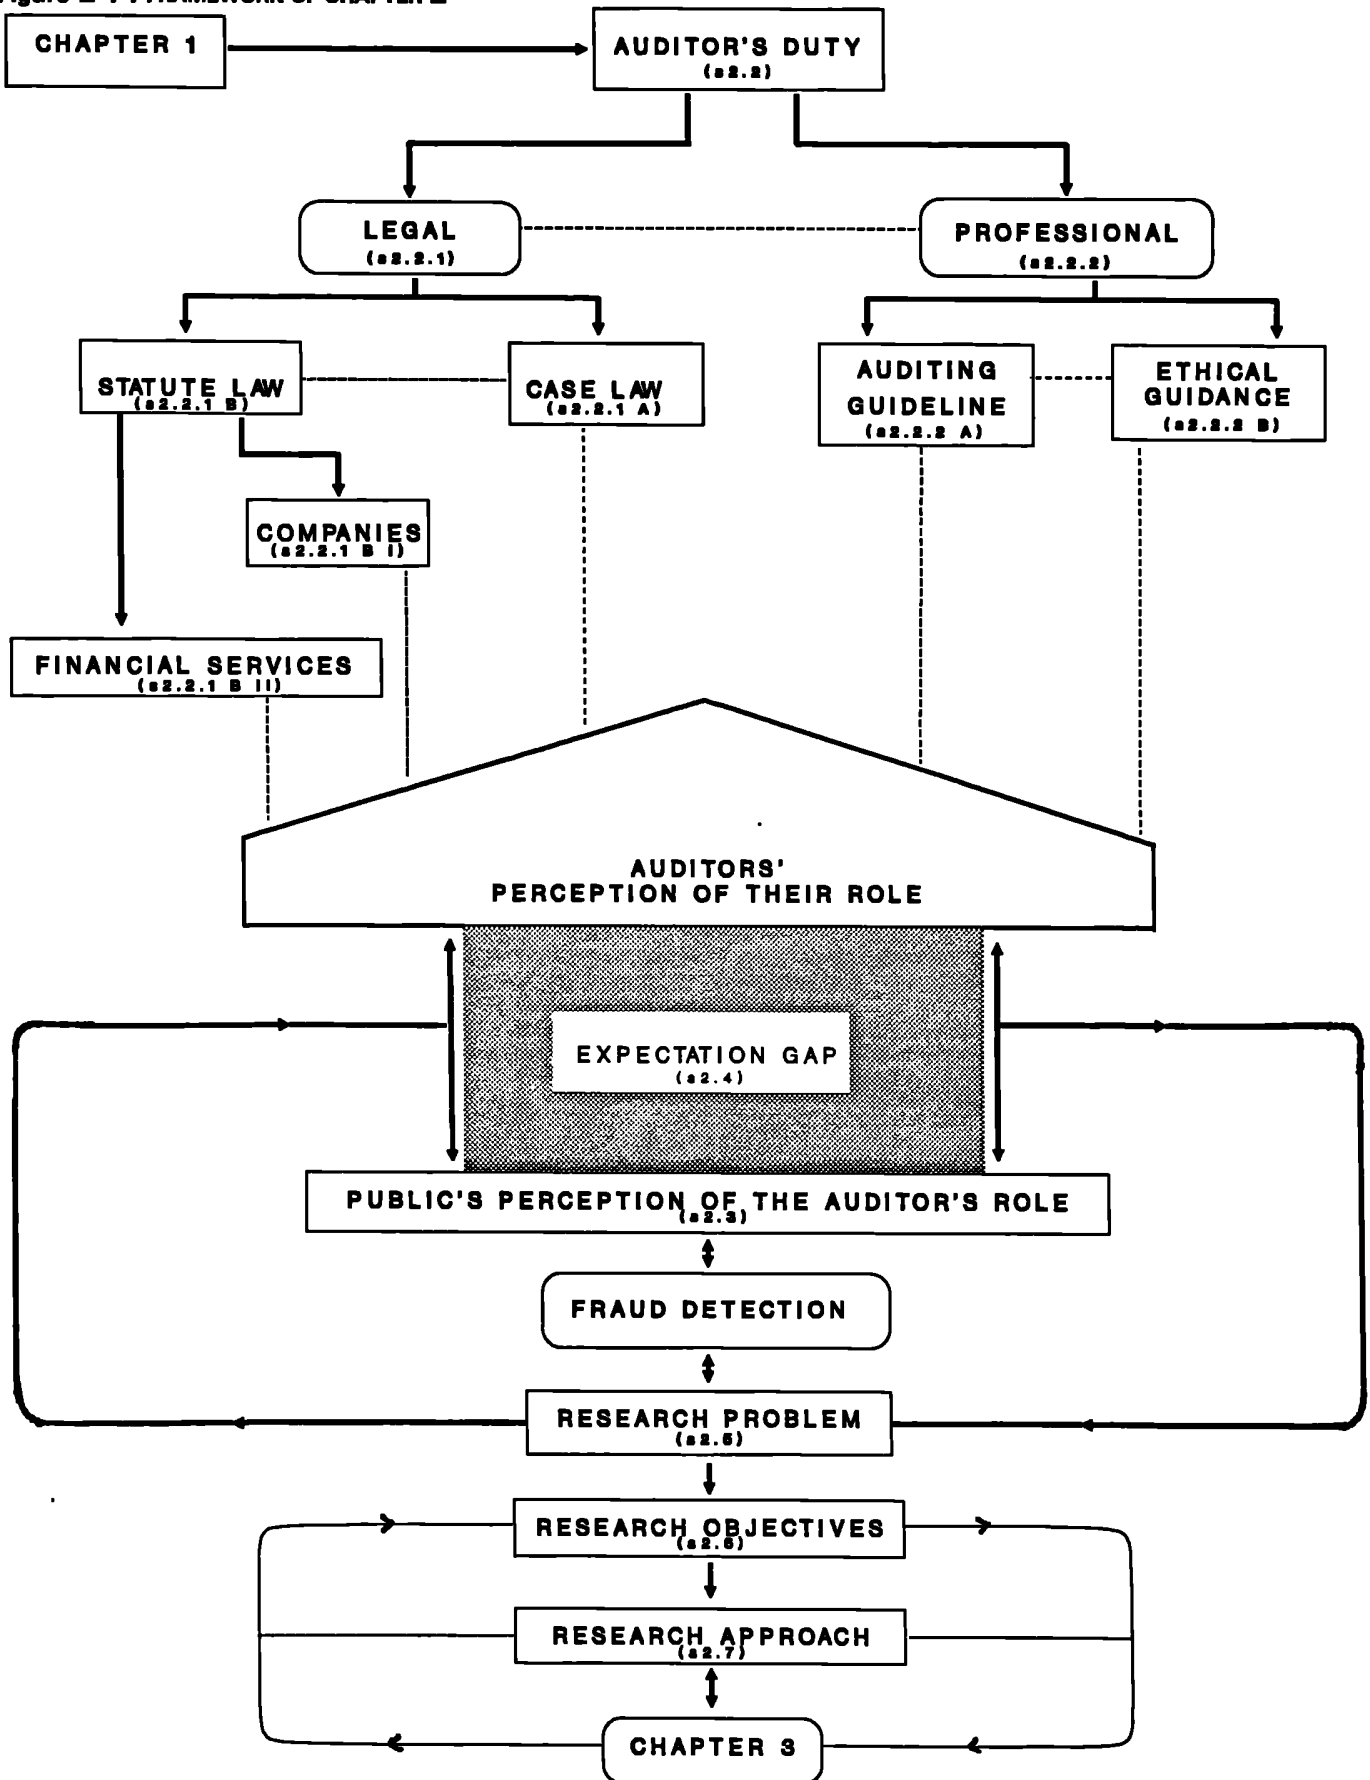 CHAPTER 1
AUDITOR'S DUTY
(s2.2)
LEGAL
(s2.2.1)
PROFESSIONAL
(s2.2.2)
STATUTE LAW
(s2.2.1 B)
CASE LAW
(s2.2.1 A)
AUDITING
GUIDELINE
(s2.2.2 A)
ETHICAL
GUIDANCE
(s2.2.2 B)
COMPANIES
(s2.2.1 B I)
FINANCIAL SERVICES
(s2.2.1 B II)
AUDITORS'
PERCEPTION OF THEIR ROLE
EXPECTATION GAP
(s2.4)
PUBLIC'S PERCEPTION OF THE AUDITOR'S ROLE
(s2.3)
FRAUD DETECTION
RESEARCH PROBLEM
(s2.5)
RESEARCH OBJECTIVES
(s2.6)
RESEARCH APPROACH
(s2.7)
CHAPTER 3